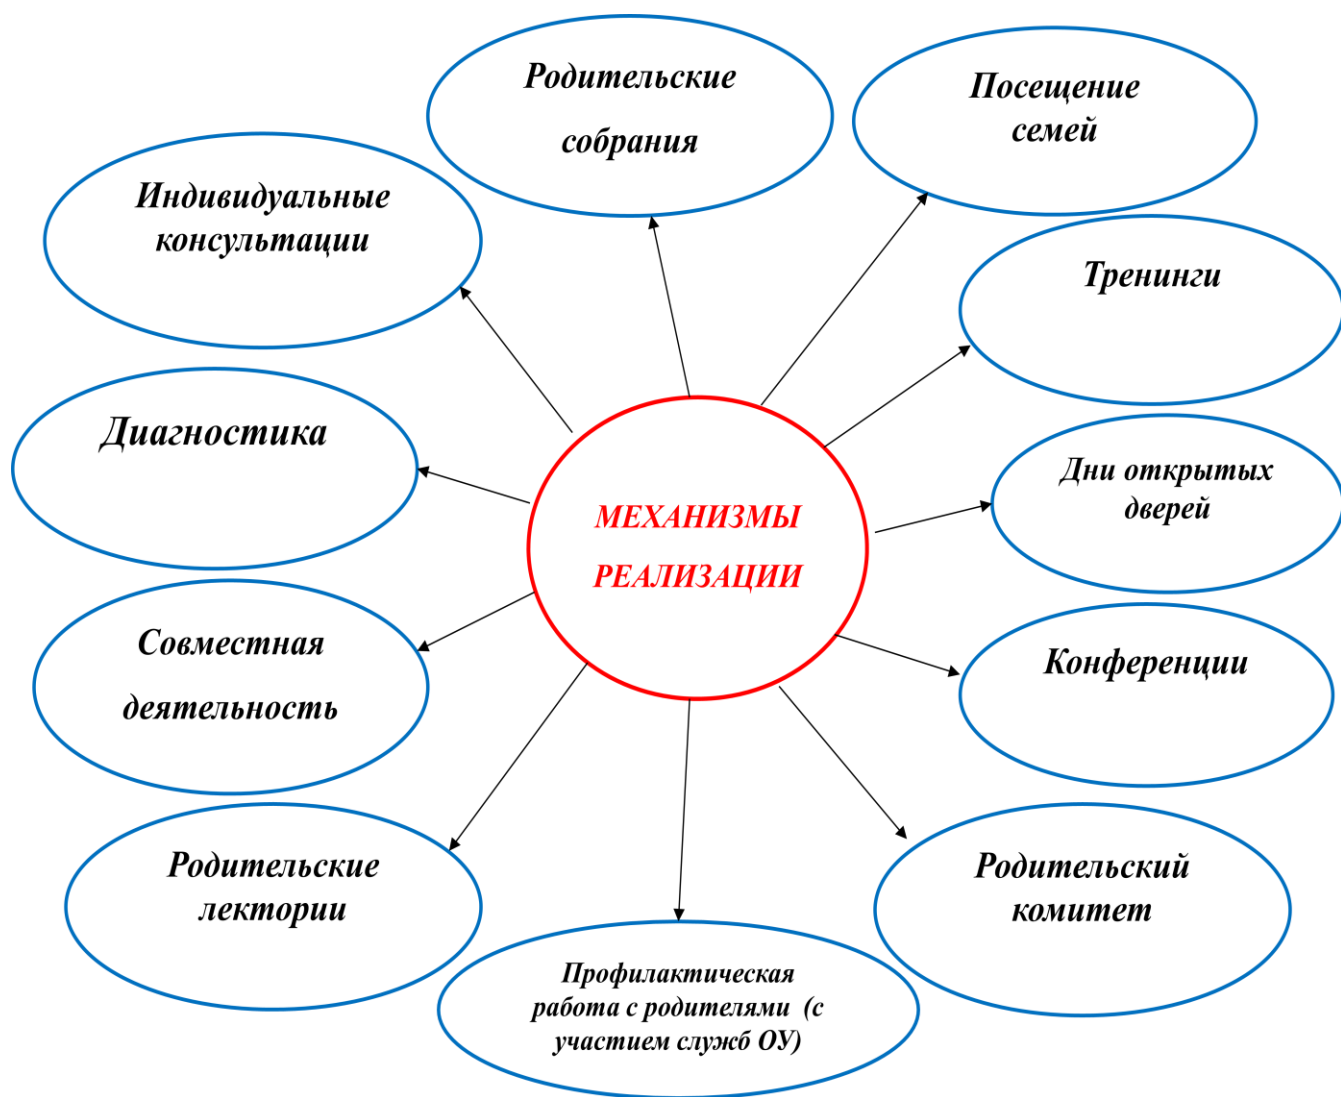 Родительские
собрания
Посещение
семей
Индивидуальные
консультации
Тренинги
Диагностика
Дни открытых
дверей
МЕХАНИЗМЫ
РЕАЛИЗАЦИИ
Совместная
деятельность
Конференции
Родительские
лектории
Родительский
комитет
Профилактическая
работа с родителями (с
участием служб ОУ)